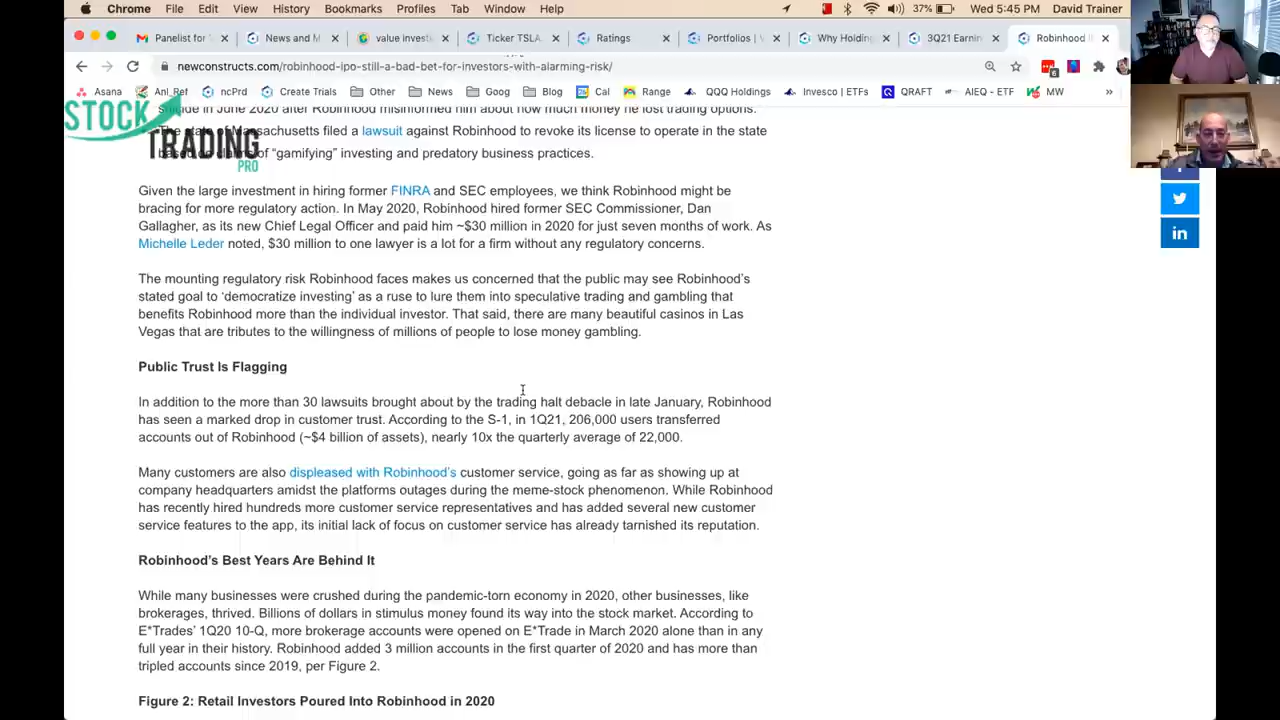 Chrome File Edit View History Bookmarks Profiles Tab Window Help 37% Wed 5:45 PM David Trainer
Panelist for News and M value invest Ticker TSLA Ratings Portfolios | V Why Holding 3Q21 Earnin Robinhood I
newconstructs.com/robinhood-ipo-still-a-bad-bet-for-investors-with-alarming-risk/ 6
Asana Anl_Ref ncPrd Create Trials Other News Goog Blog Cal Range QQQ Holdings Invesco | ETFs QRAFT AIEQ - ETF MW »
STOCK
TRADING
PRO
in June 2020 after Robinhood misinformed him about how much money he lost trading options.
The state of Massachusetts filed a lawsuit against Robinhood to revoke its license to operate in the state
based on claims of “gamifying” investing and predatory business practices.
Given the large investment in hiring former FINRA and SEC employees, we think Robinhood might be
bracing for more regulatory action. In May 2020, Robinhood hired former SEC Commissioner, Dan
Gallagher, as its new Chief Legal Officer and paid him ~$30 million in 2020 for just seven months of work. As
Michelle Leder noted, $30 million to one lawyer is a lot for a firm without any regulatory concerns.
The mounting regulatory risk Robinhood faces makes us concerned that the public may see Robinhood’s
stated goal to ‘democratize investing’ as a ruse to lure them into speculative trading and gambling that
benefits Robinhood more than the individual investor. That said, there are many beautiful casinos in Las
Vegas that are tributes to the willingness of millions of people to lose money gambling.
Public Trust Is Flagging
In addition to the more than 30 lawsuits brought about by the trading halt debacle in late January, Robinhood
has seen a marked drop in customer trust. According to the S-1, in 1Q21, 206,000 users transferred
accounts out of Robinhood (~$4 billion of assets), nearly 10x the quarterly average of 22,000.
Many customers are also displeased with Robinhood’s customer service, going as far as showing up at
company headquarters amidst the platforms outages during the meme-stock phenomenon. While Robinhood
has recently hired hundreds more customer service representatives and has added several new customer
service features to the app, its initial lack of focus on customer service has already tarnished its reputation.
Robinhood’s Best Years Are Behind It
While many businesses were crushed during the pandemic-torn economy in 2020, other businesses, like
brokerages, thrived. Billions of dollars in stimulus money found its way into the stock market. According to
E*Trades’ 1Q20 10-Q, more brokerage accounts were opened on E*Trade in March 2020 alone than in any
full year in their history. Robinhood added 3 million accounts in the first quarter of 2020 and has more than
tripled accounts since 2019, per Figure 2.
Figure 2: Retail Investors Poured Into Robinhood in 2020